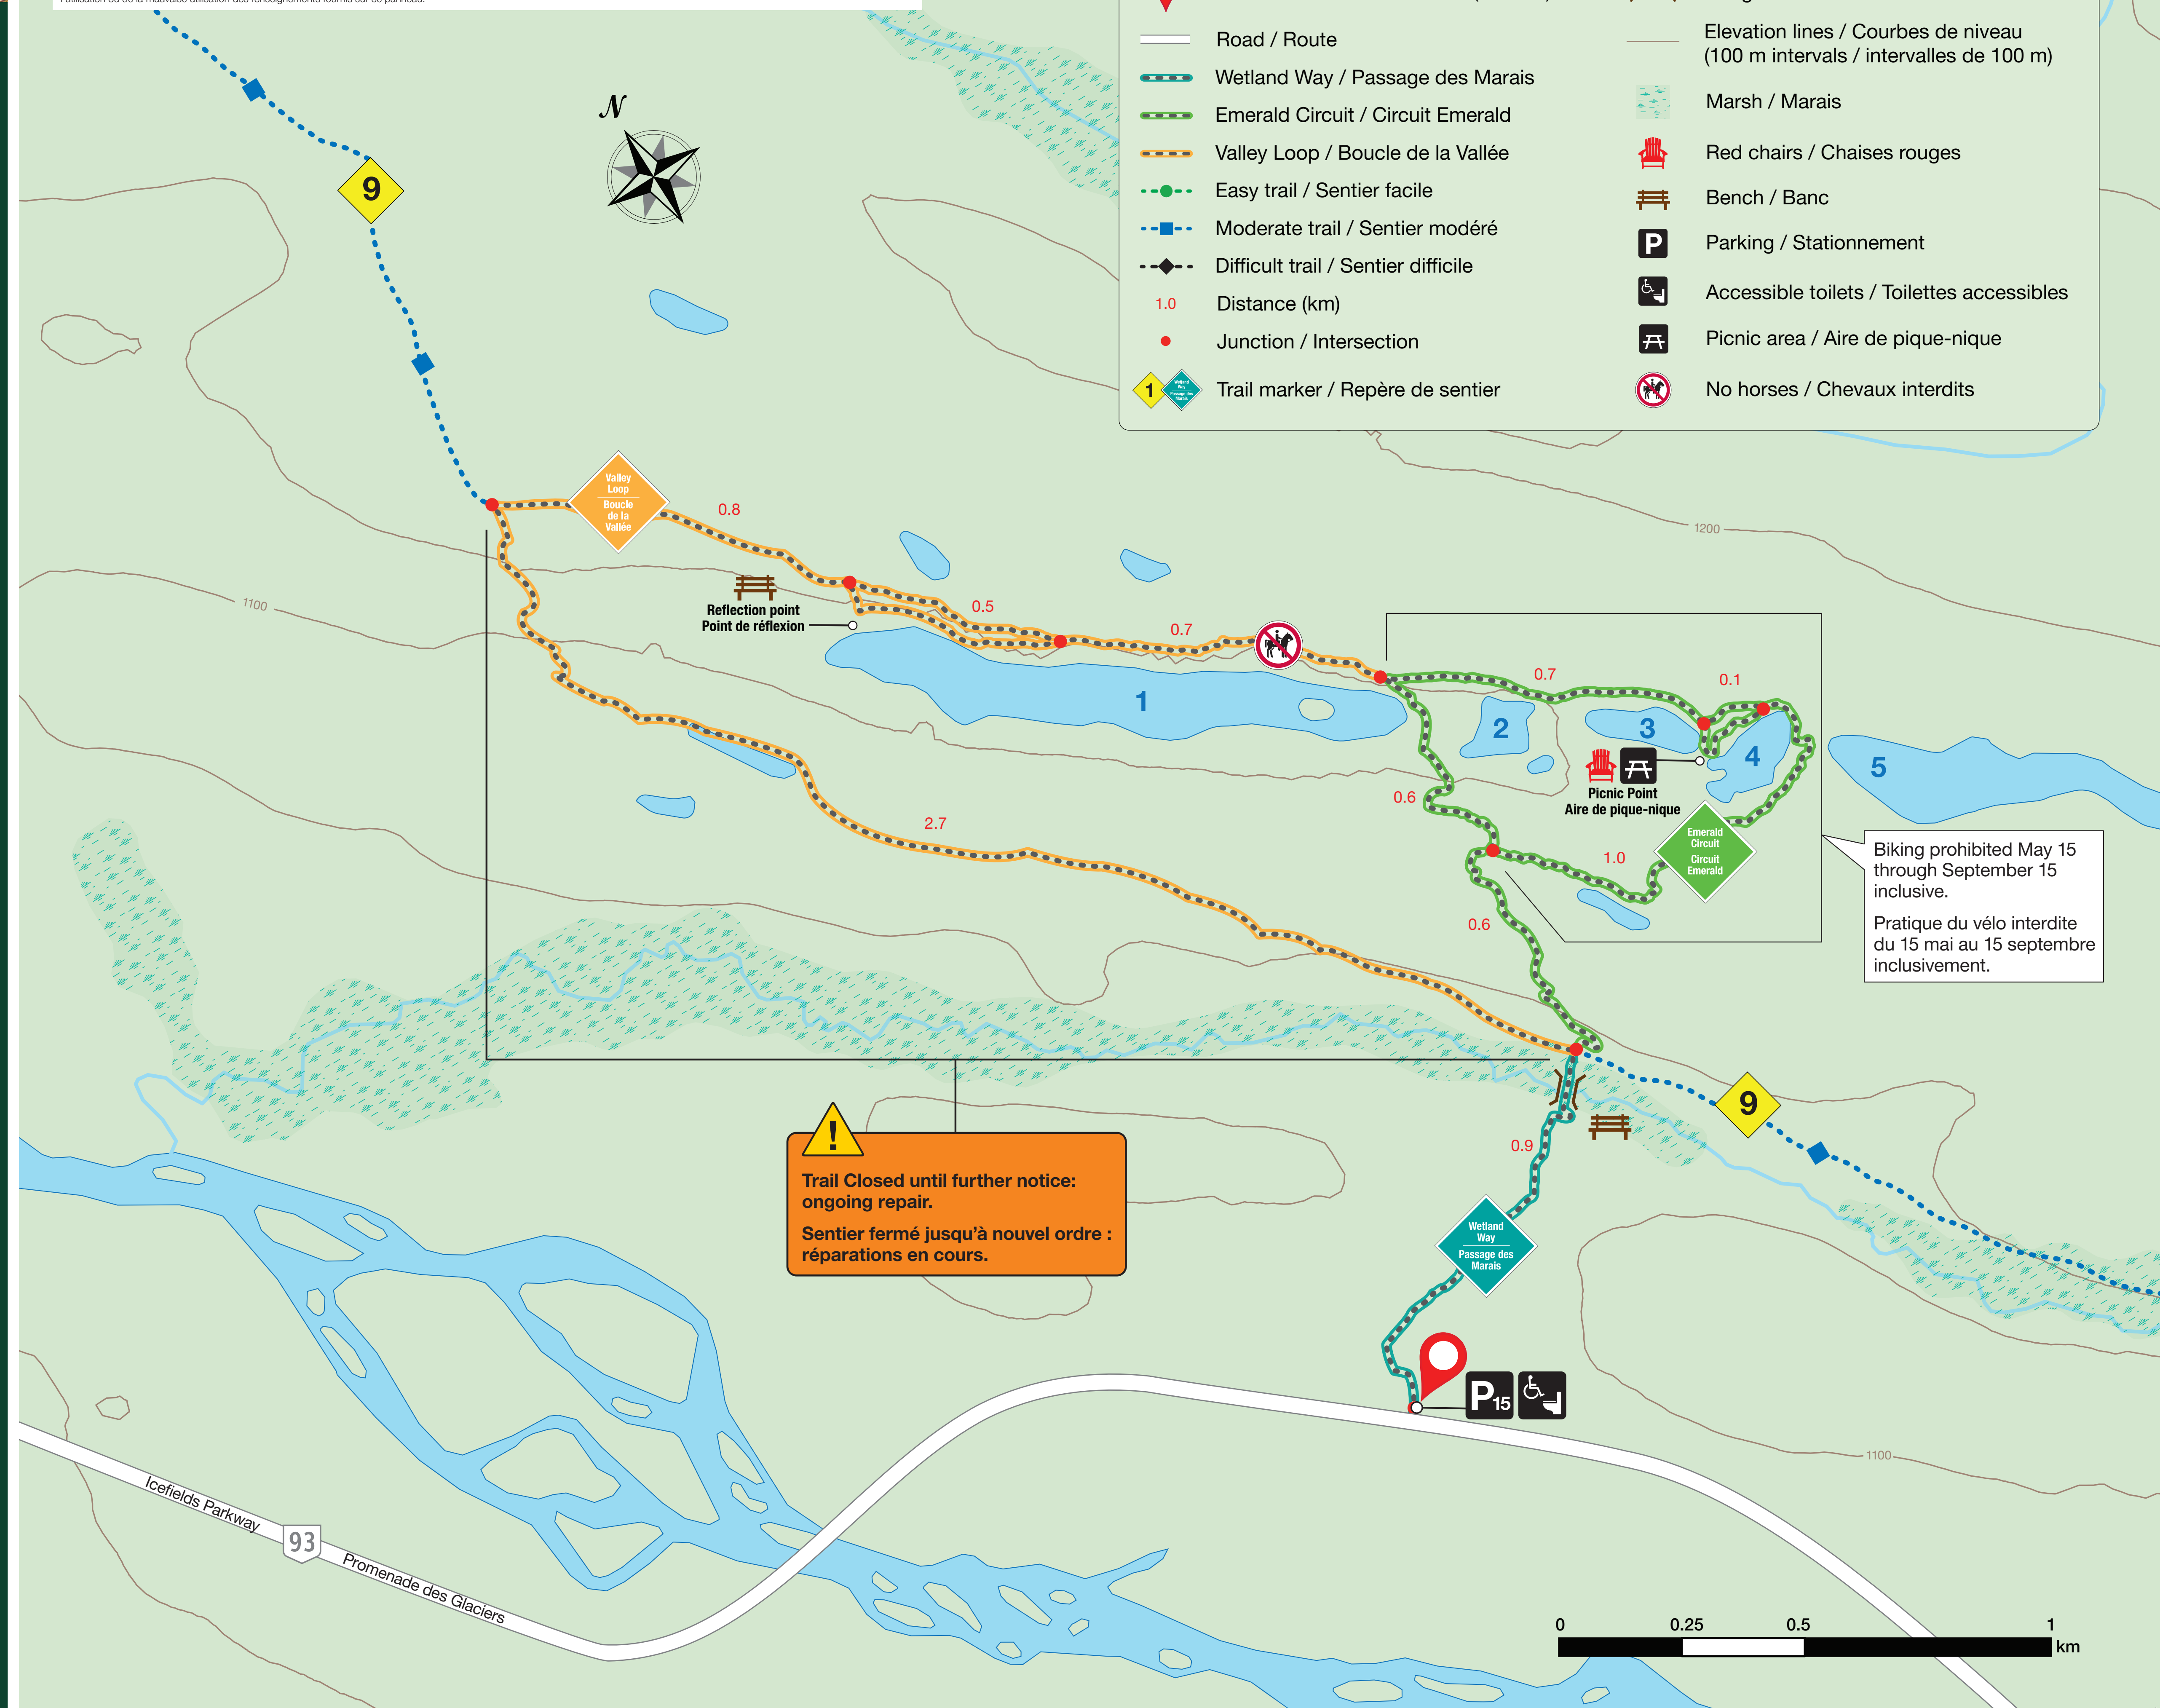 Road / Route
Wetland Way / Passage des Marais
Emerald Circuit / Circuit Emerald
Valley Loop / Boucle de la Vallée
Easy trail / Sentier facile
Moderate trail / Sentier modéré
Difficult trail / Sentier difficile
1.0 Distance (km)
Junction / Intersection
1
Wetland
Way
Passage des
Marais
Trail marker / Repère de sentier
Elevation lines / Courbes de niveau
(100 m intervals / intervalles de 100 m)
Marsh / Marais
Red chairs / Chaises rouges
Bench / Banc
P Parking / Stationnement
Accessible toilets / Toilettes accessibles
Picnic area / Aire de pique-nique
No horses / Chevaux interdits
N
9
Valley
Loop
Boucle
de la
Vallée
0.8
1200
1100
Reflection point
Point de réflexion
0.5
0.7
0.7
0.1
1
2
3
4
5
Picnic Point
Aire de pique-nique
0.6
2.7
Emerald
Circuit
Circuit
Emerald
1.0
0.6
Biking prohibited May 15
through September 15
inclusive.
Pratique du vélo interdite
du 15 mai au 15 septembre
inclusivement.
9
0.9
!
Trail Closed until further notice:
ongoing repair.
Sentier fermé jusqu'à nouvel ordre :
réparations en cours.
Wetland
Way
Passage des
Marais
P15
1100
Icefields Parkway
93
Promenade des Glaciers
0 0.25 0.5 1
km